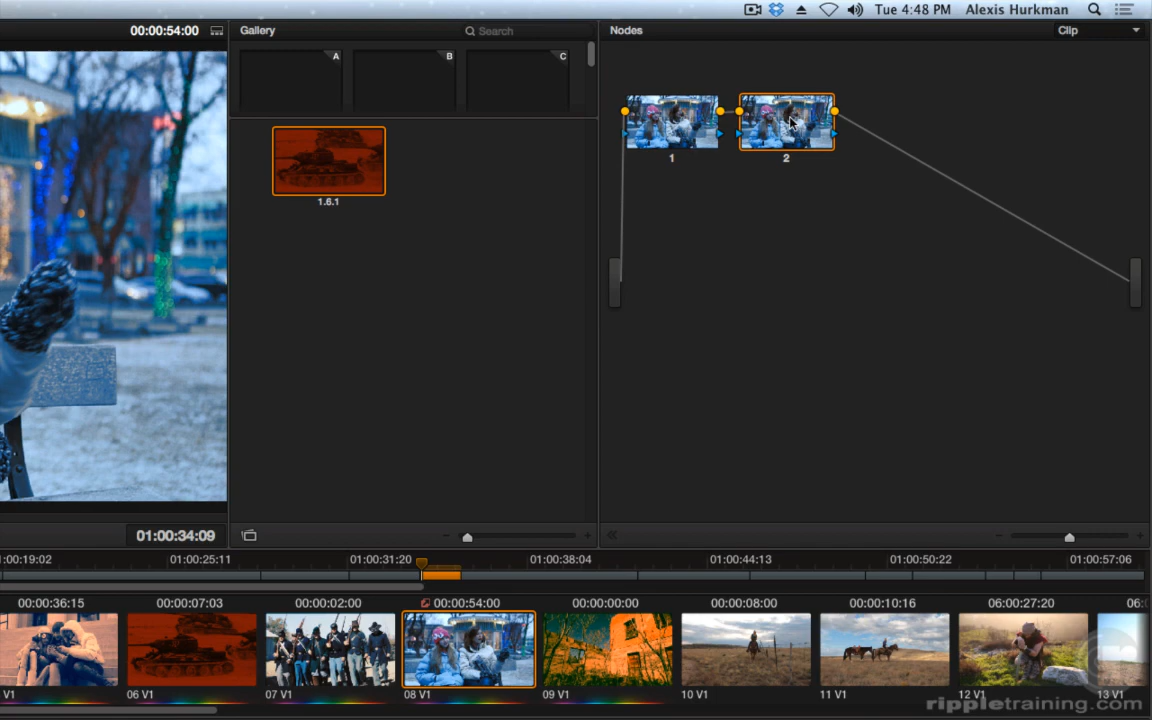 Tue 4:48 PM Alexis Hurkman
00:00:54:00
Gallery
Search
Nodes
Clip
A
B
C
1.6.1
1
2
01:00:34:09
1:00:19:02
01:00:25:11
01:00:31:20
01:00:38:04
01:00:44:13
01:00:50:22
01:00:57:06
00:00:36:15
00:00:07:03
00:00:02:00
00:00:54:00
00:00:00:00
00:00:08:00
00:00:10:16
06:00:27:20
06:0
V1
06 V1
07 V1
08 V1
09 V1
10 V1
11 V1
12 V1
13 V1
rippletraining.com